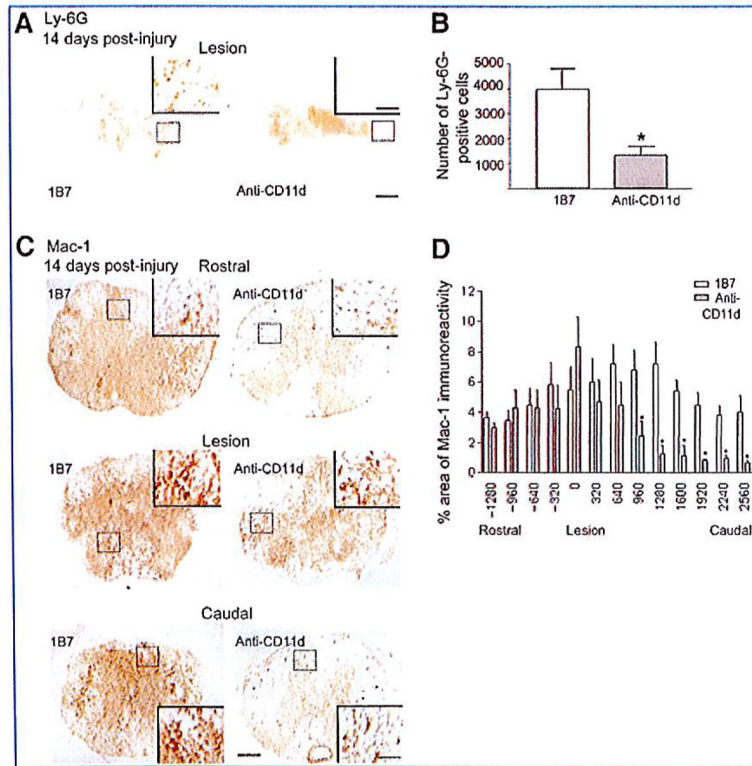 A Ly-6G
14 days post-injury
Lesion
1B7
Anti-CD11d
B
Number of Ly-6G-
positive cells
5000
4000
3000
2000
1000
*
1B7
Anti-CD11d
C Mac-1
14 days post-injury
Rostral
1B7
Anti-CD11d
Lesion
1B7
Anti-CD11d
Caudal
1B7
Anti-CD11d
D
1B7
Anti-
CD11d
% area of Mac-1 immunoreactivity
12
10
8
6
4
2
0
* * * * * *
−1280 −960 −640 −320 0 320 640 960 1280 1600 1920 2240 2560
Rostral Lesion Caudal